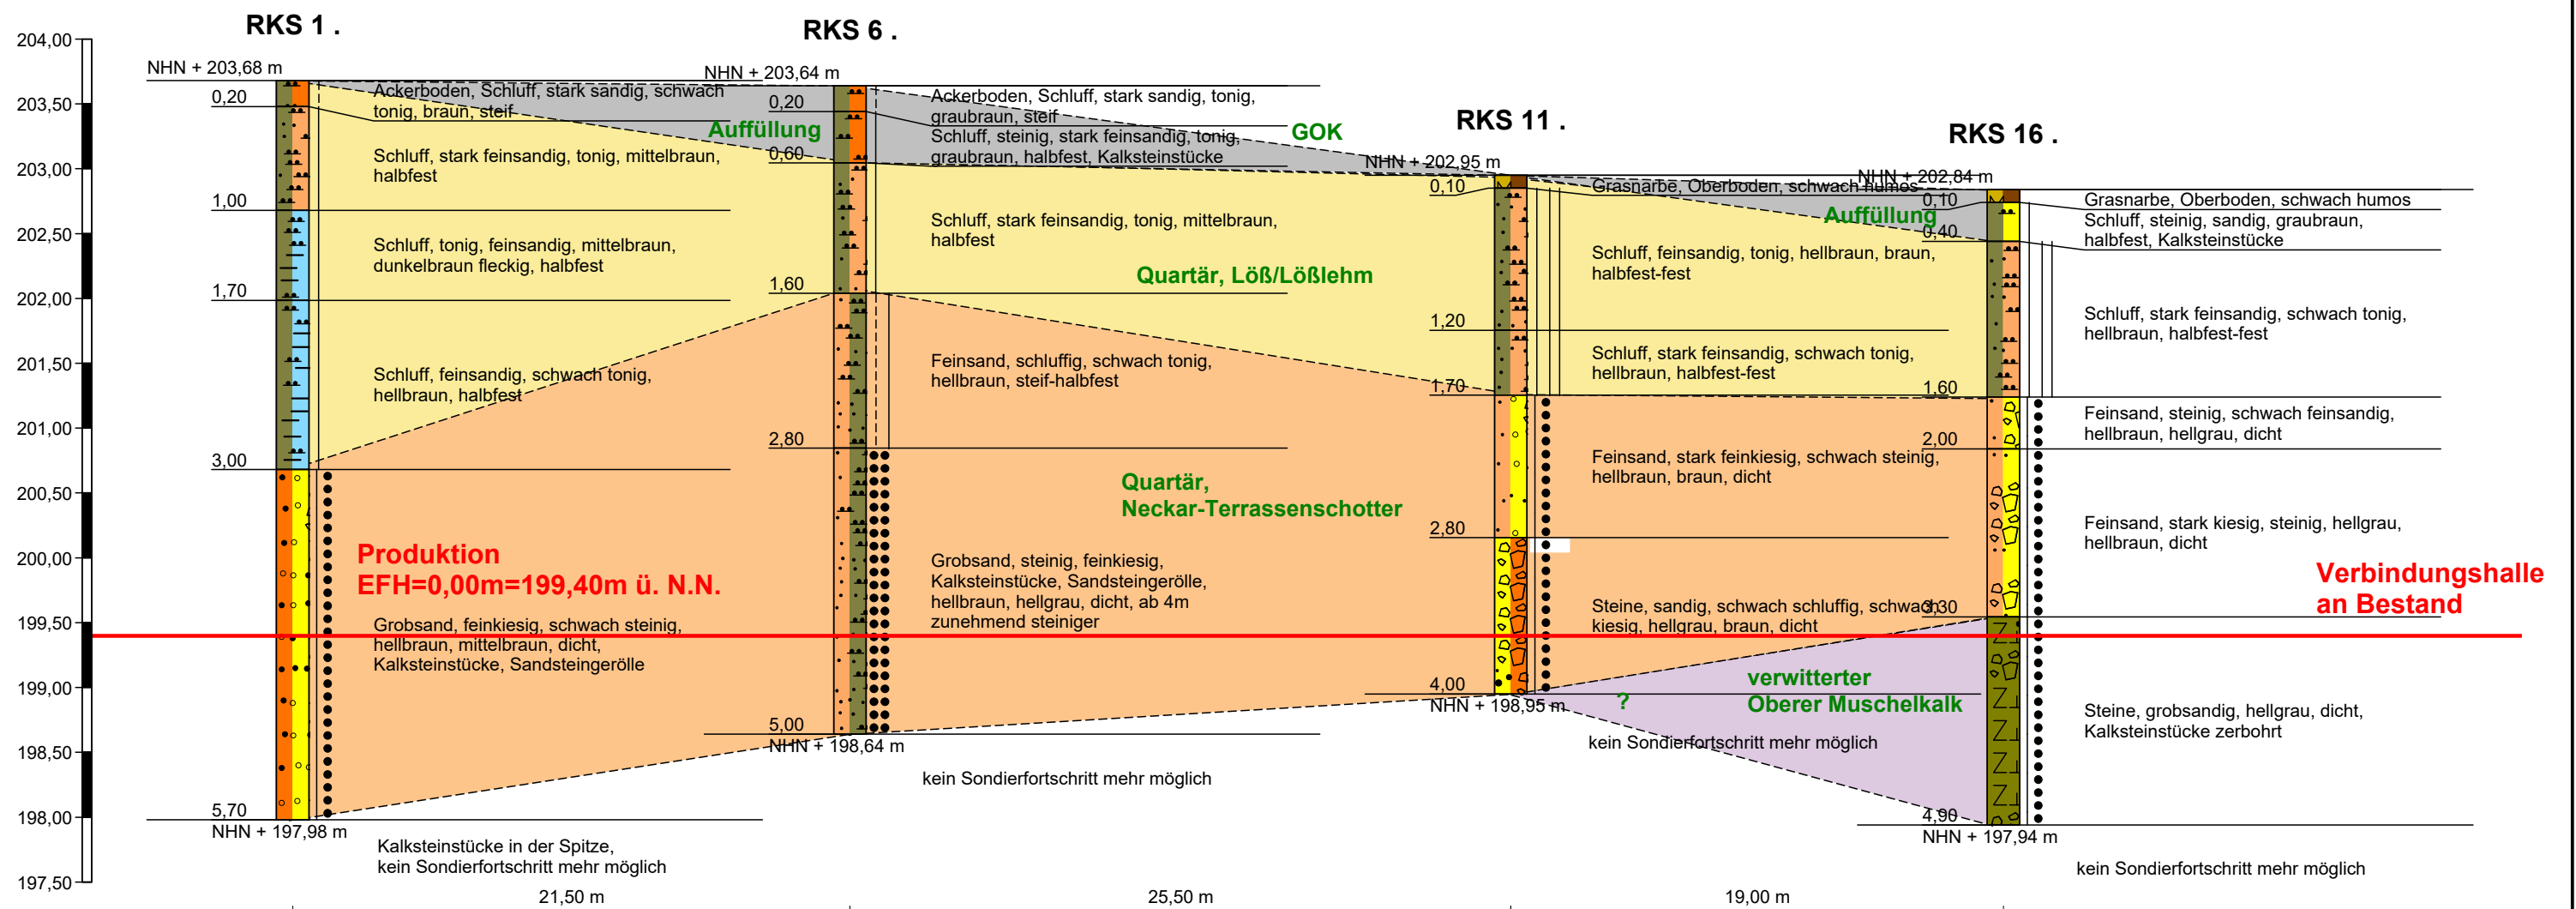 204,00
203,50
203,00
202,50
202,00
201,50
201,00
200,50
200,00
199,50
199,00
198,50
198,00
197,50
RKS 1 .
NHN + 203,68 m
0,20
Ackerboden, Schluff, stark sandig, schwach
tonig, braun, steif
Schluff, stark feinsandig, tonig, mittelbraun,
halbfest
1,00
Schluff, tonig, feinsandig, mittelbraun,
dunkelbraun fleckig, halbfest
1,70
Schluff, feinsandig, schwach tonig,
hellbraun, halbfest
3,00
Produktion
EFH=0,00m=199,40m ü. N.N.
Grobsand, feinkiesig, schwach steinig,
hellbraun, mittelbraun, dicht,
Kalksteinstücke, Sandsteingerölle
5,70
NHN + 197,98 m
Kalksteinstücke in der Spitze,
kein Sondierfortschritt mehr möglich
RKS 6 .
NHN + 203,64 m
0,20
Ackerboden, Schluff, stark sandig, tonig,
graubraun, steif
Auffüllung
Schluff, steinig, stark feinsandig, tonig,
graubraun, halbfest, Kalksteinstücke
0,60
GOK
Schluff, stark feinsandig, tonig, mittelbraun,
halbfest
Quartär, Löß/Lößlehm
1,60
Feinsand, schluffig, schwach tonig,
hellbraun, steif-halbfest
2,80
Quartär,
Neckar-Terrassenschotter
Grobsand, steinig, feinkiesig,
Kalksteinstücke, Sandsteingerölle,
hellbraun, hellgrau, dicht, ab 4m
zunehmend steiniger
5,00
NHN + 198,64 m
kein Sondierfortschritt mehr möglich
RKS 11 .
NHN + 202,95 m
0,10
Grasnarbe, Oberboden, schwach humos
Schluff, feinsandig, tonig, hellbraun, braun,
halbfest-fest
1,20
Schluff, stark feinsandig, schwach tonig,
hellbraun, halbfest-fest
1,70
Feinsand, stark feinkiesig, schwach steinig,
hellbraun, braun, dicht
2,80
Steine, sandig, schwach schluffig, schwach
kiesig, hellgrau, braun, dicht
4,00
NHN + 198,95 m
?
kein Sondierfortschritt mehr möglich
verwitterter
Oberer Muschelkalk
RKS 16 .
NHN + 202,84 m
0,10
Grasnarbe, Oberboden, schwach humos
Auffüllung
Schluff, steinig, sandig, graubraun,
halbfest, Kalksteinstücke
0,40
Schluff, stark feinsandig, schwach tonig,
hellbraun, halbfest-fest
1,60
Feinsand, steinig, schwach feinsandig,
hellbraun, hellgrau, dicht
2,00
Feinsand, stark kiesig, steinig, hellgrau,
hellbraun, dicht
Verbindungshalle
an Bestand
3,30
Steine, grobsandig, hellgrau, dicht,
Kalksteinstücke zerbohrt
4,90
NHN + 197,94 m
kein Sondierfortschritt mehr möglich
21,50 m
25,50 m
19,00 m